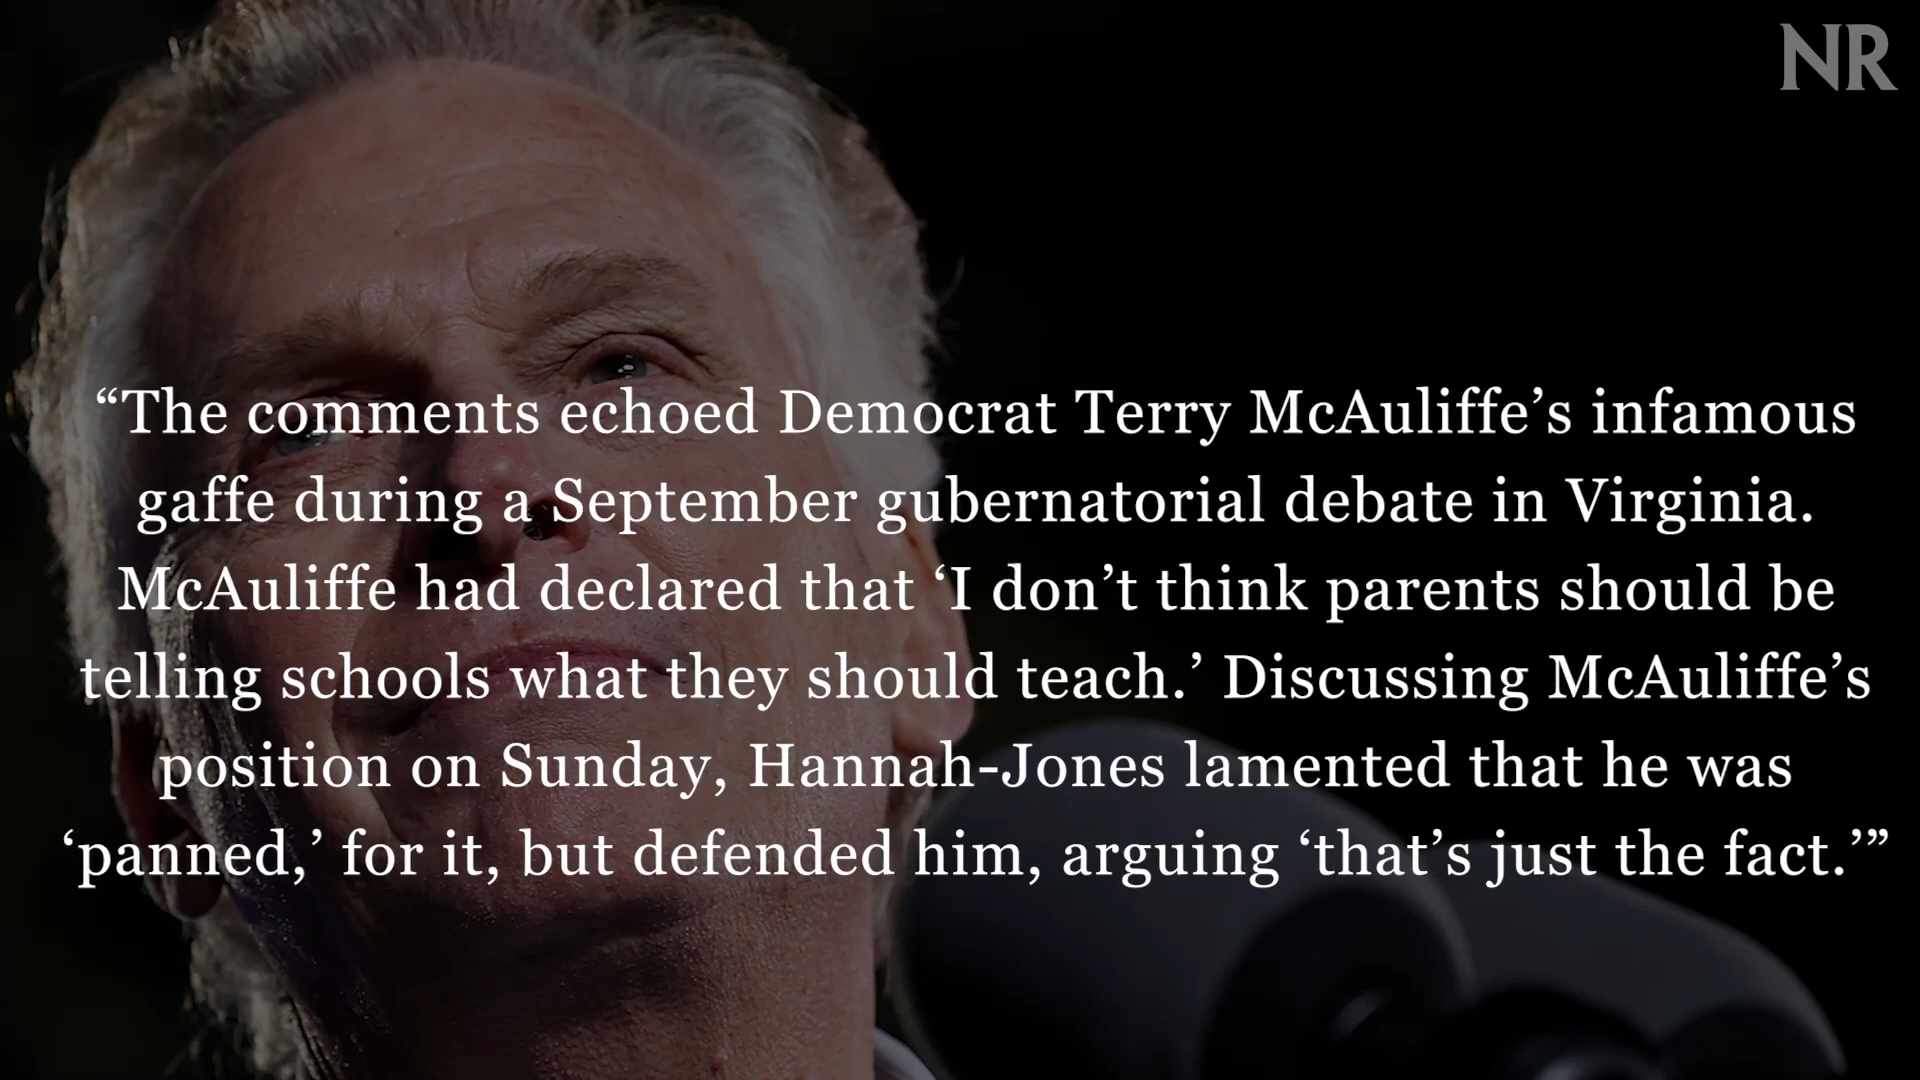 NR
“The comments echoed Democrat Terry McAuliffe’s infamous
gaffe during a September gubernatorial debate in Virginia.
McAuliffe had declared that ‘I don’t think parents should be
telling schools what they should teach.’ Discussing McAuliffe’s
position on Sunday, Hannah-Jones lamented that he was
‘panned,’ for it, but defended him, arguing ‘that’s just the fact.’”